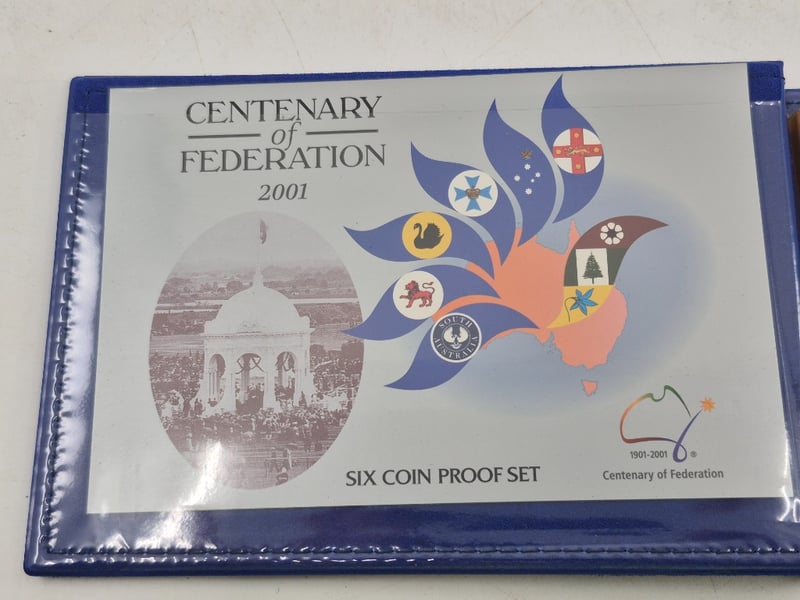 CENTENARY
of
FEDERATION
2001
SOUTH
AUSTRALIA
SIX COIN PROOF SET
1901-2001 ®
Centenary of Federation